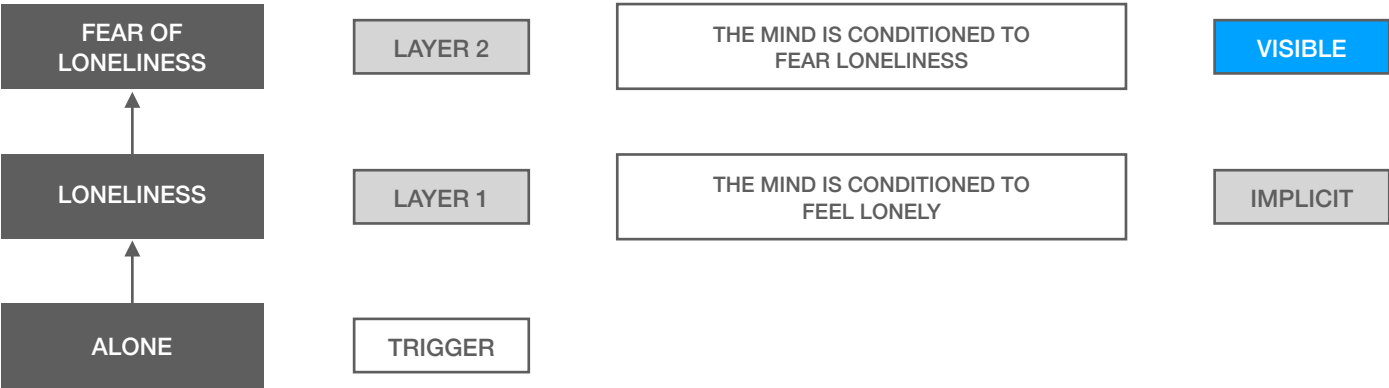 FEAR OF
LONELINESS
LAYER 2
THE MIND IS CONDITIONED TO
FEAR LONELINESS
VISIBLE
LONELINESS
LAYER 1
THE MIND IS CONDITIONED TO
FEEL LONELY
IMPLICIT
ALONE
TRIGGER